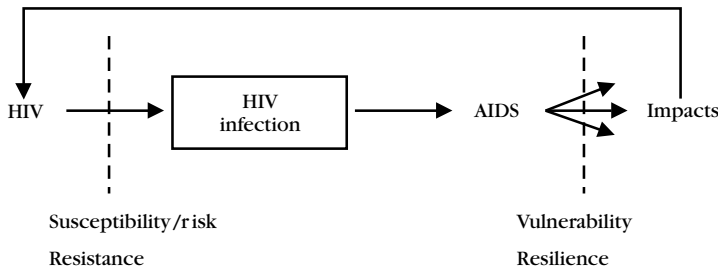 HIV
HIV
infection
AIDS
Impacts
Susceptibility/risk
Resistance
Vulnerability
Resilience